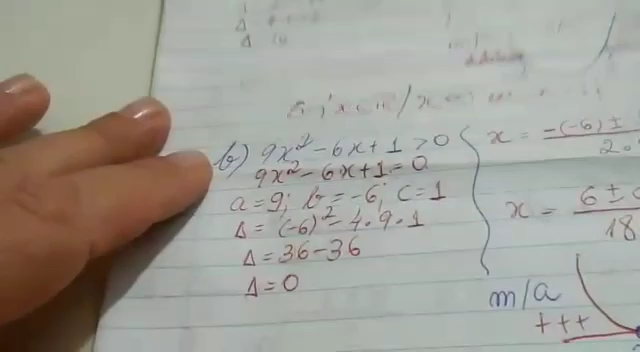 b) 9x² - 6x + 1 > 0
9x² - 6x + 1 = 0
a = 9; b = -6; c = 1
Δ = (-6)² - 4.9.1
Δ = 36 - 36
Δ = 0
x = -(-6) ±
2.
x = 6 ±
18
m/a
+++